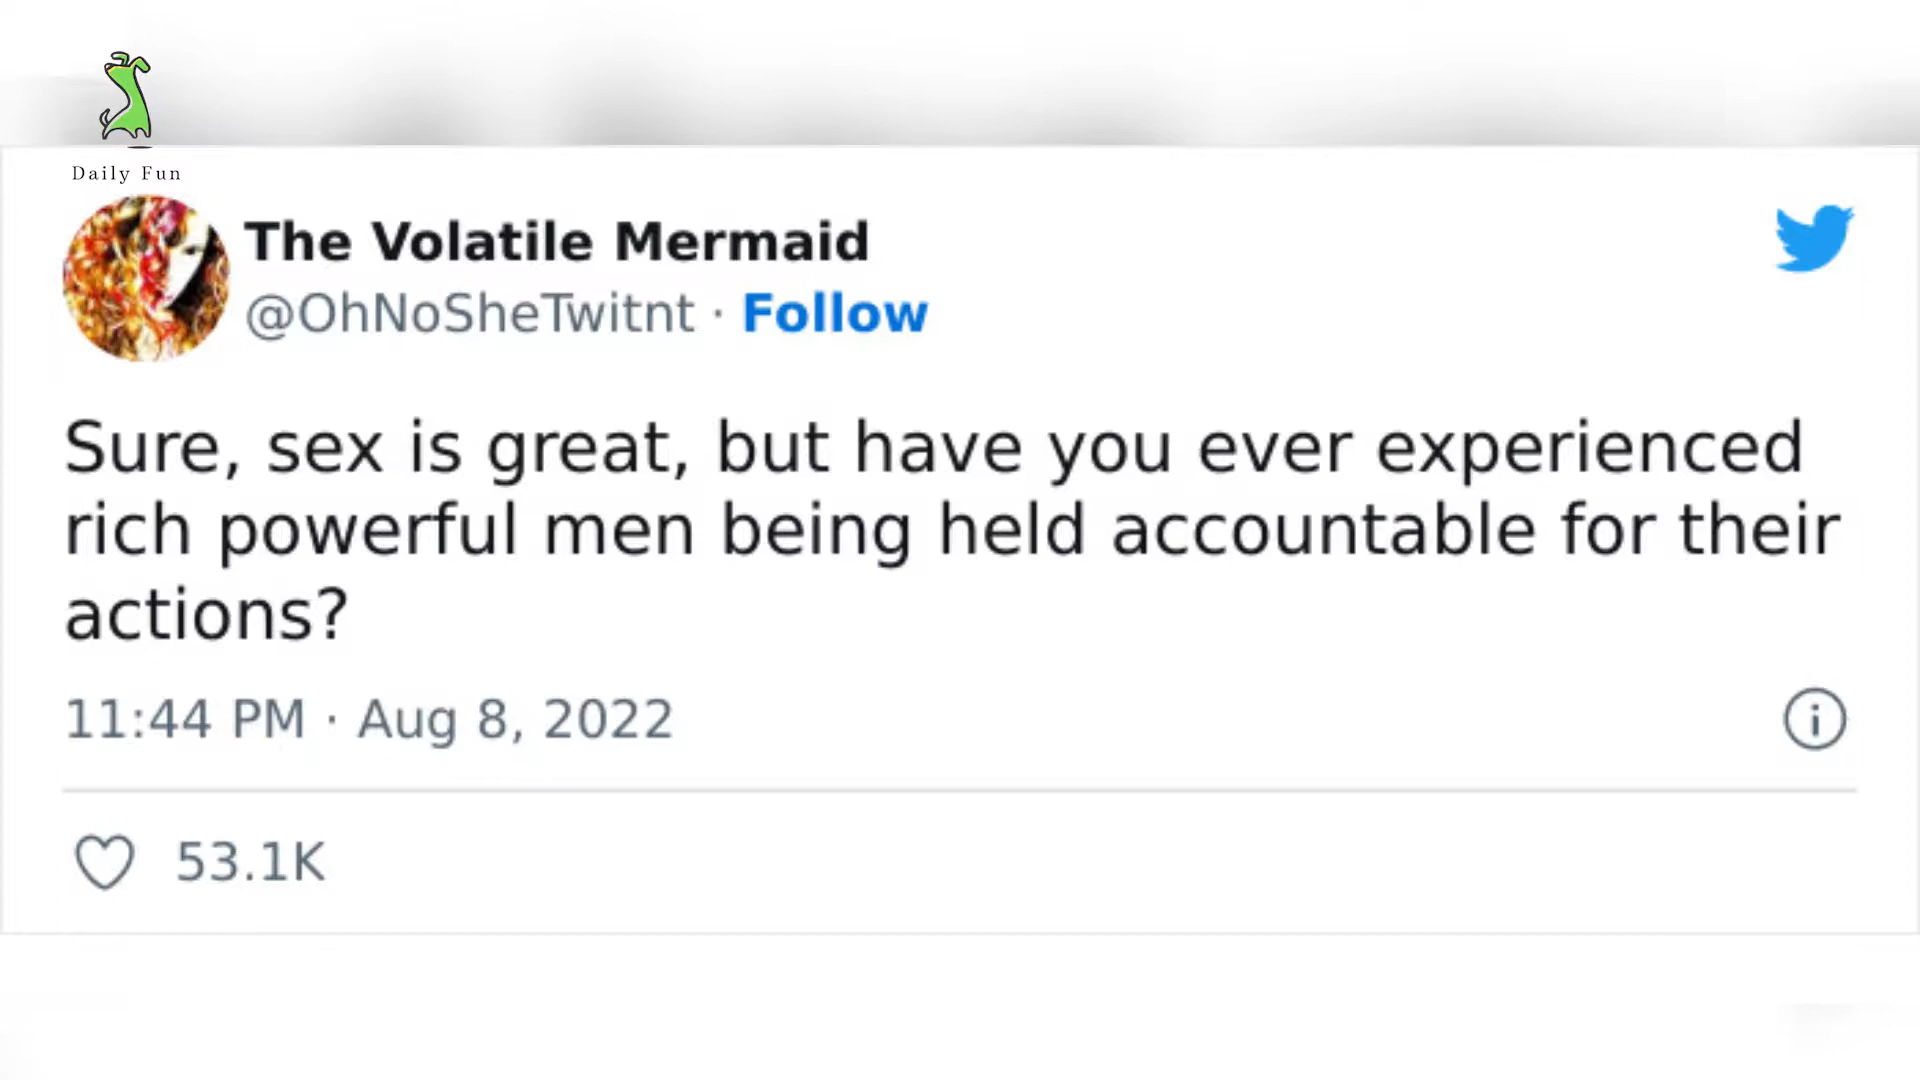 Daily Fun
The Volatile Mermaid
@OhNoSheTwitnt · Follow
Sure, sex is great, but have you ever experienced
rich powerful men being held accountable for their
actions?
11:44 PM · Aug 8, 2022
53.1K